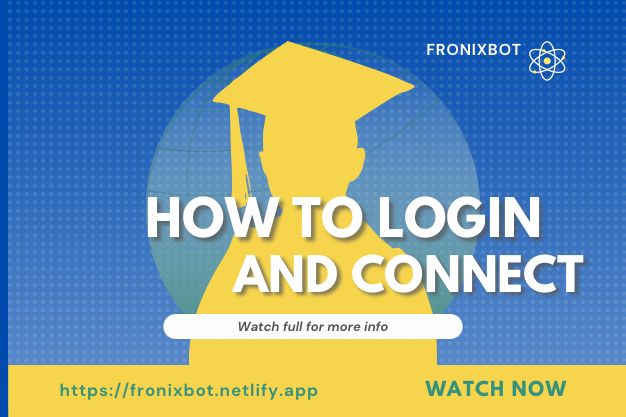 FRONIXBOT
HOW TO LOGIN
AND CONNECT
Watch full for more info
https://fronixbot.netlify.app
WATCH NOW